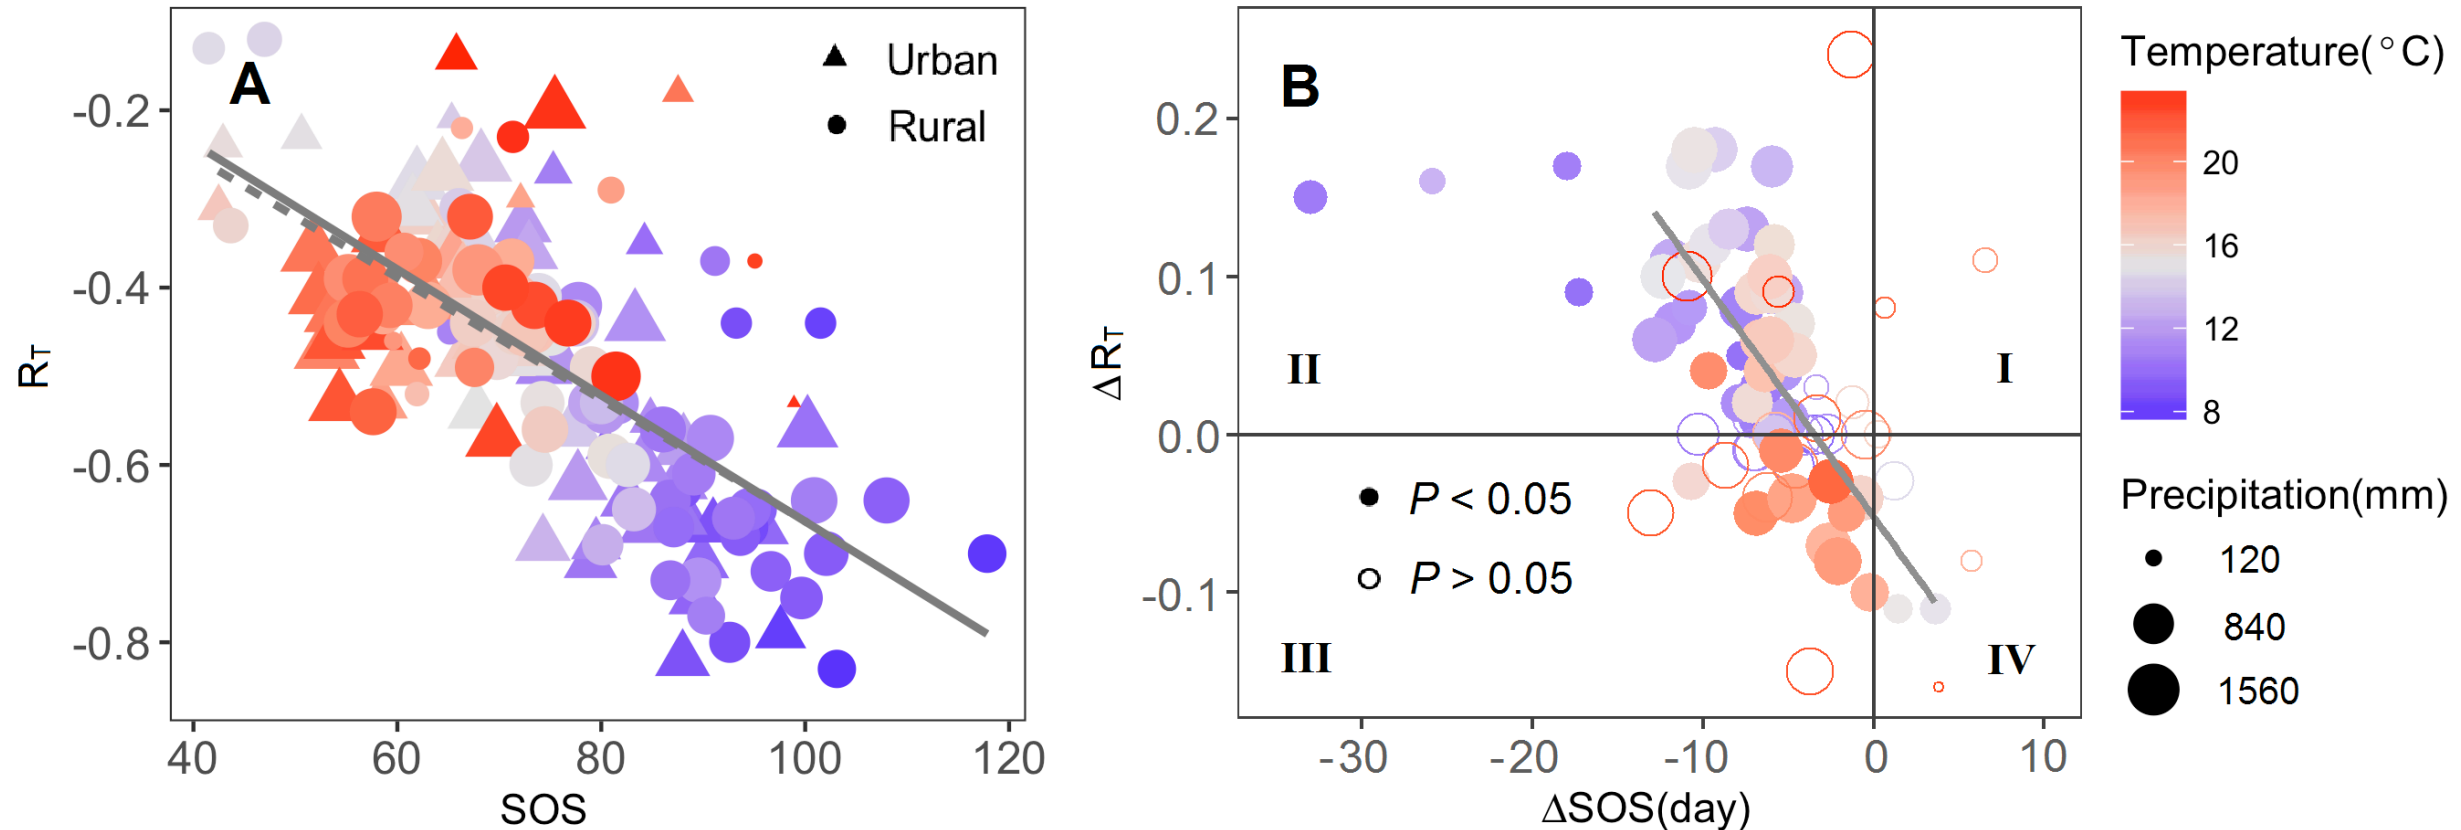 A
Urban
Rural
-0.2
-0.4
-0.6
-0.8
R_T
40 60 80 100 120
SOS
B
0.2
0.1
0.0
-0.1
ΔR_T
II
I
III
IV
P < 0.05
P > 0.05
-30 -20 -10 0 10
ΔSOS(day)
Temperature(°C)
20
16
12
8
Precipitation(mm)
120
840
1560